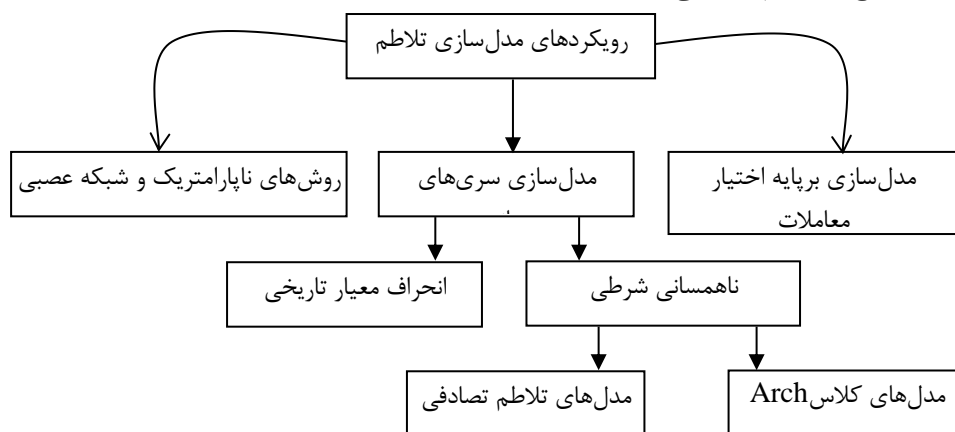 رویکردهای مدل‌سازی تلاطم
مدل‌سازی برپایه اختیار
معاملات
مدل‌سازی سری‌های
روش‌های ناپارامتریک و شبکه عصبی
ناهمسانی شرطی
انحراف معیار تاریخی
مدل‌های کلاس Arch
مدل‌های تلاطم تصادفی